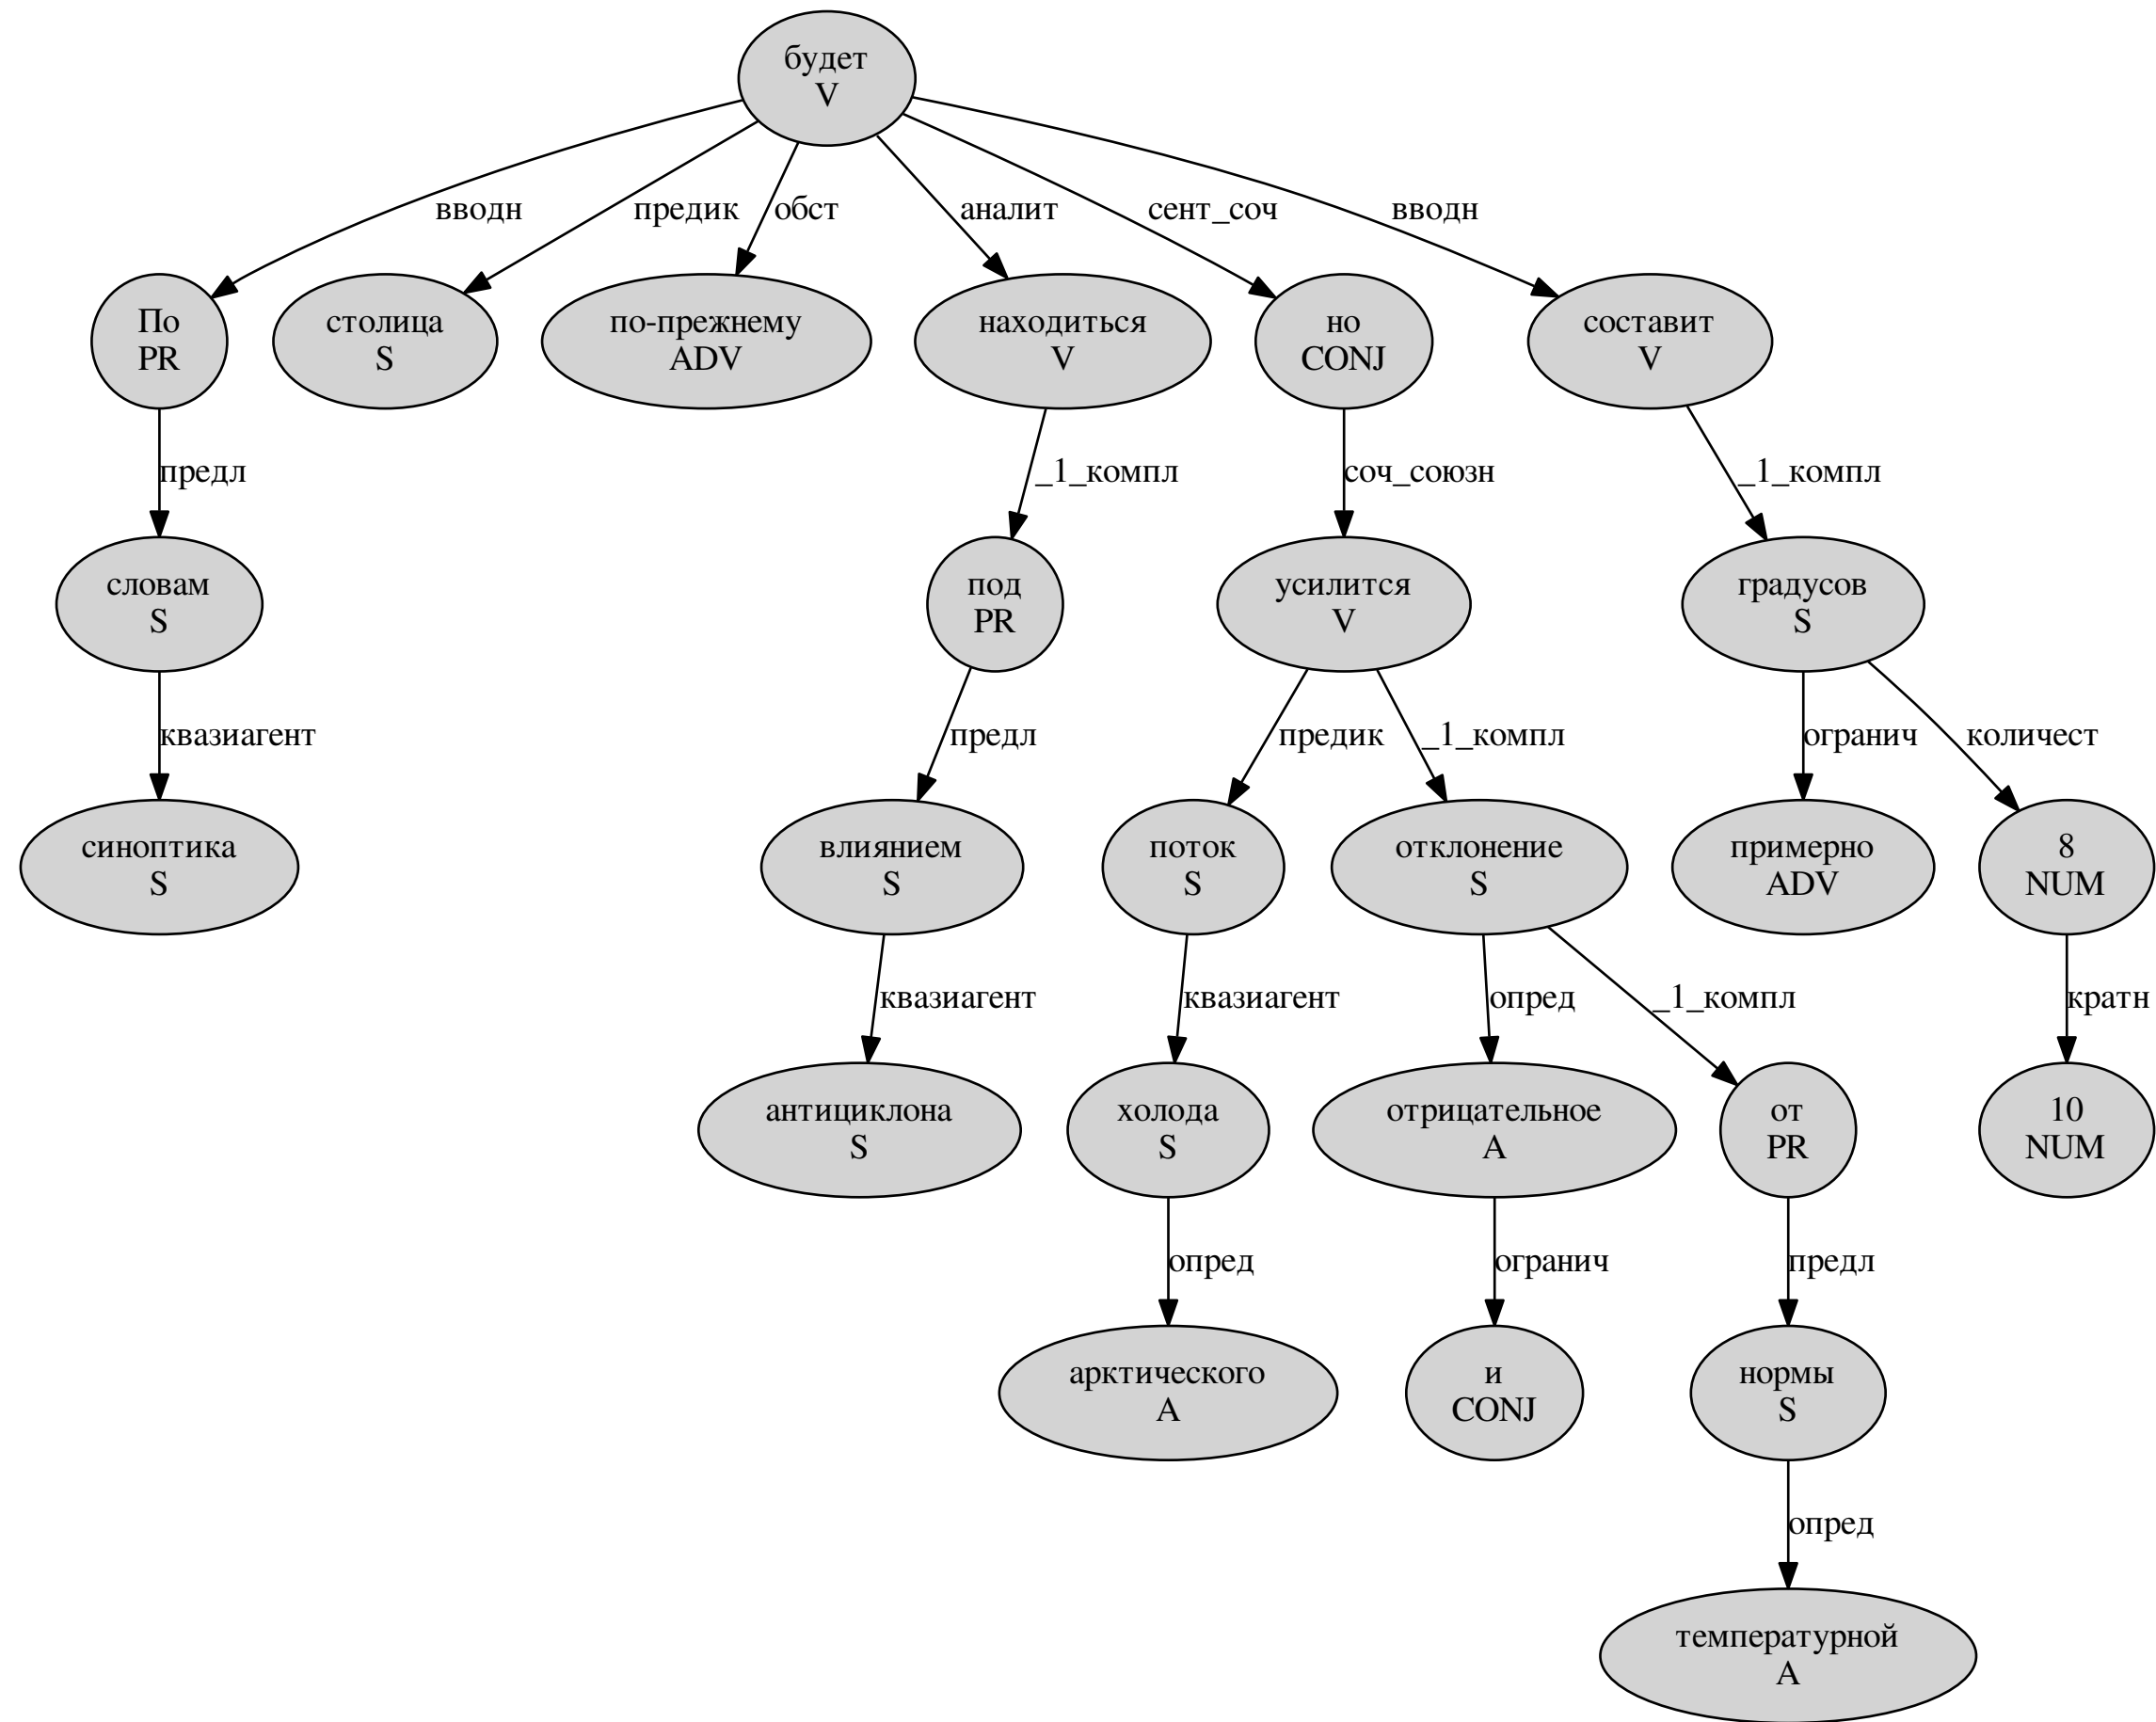 будет
V
вводн
предик
обст
аналит
сент_соч
вводн
По
PR
столица
S
по-прежнему
ADV
находиться
V
но
CONJ
составит
V
предл
_1_компл
соч_союзн
_1_компл
словам
S
под
PR
усилится
V
градусов
S
квазиагент
предл
предик
_1_компл
огранич
количест
синоптика
S
влиянием
S
поток
S
отклонение
S
примерно
ADV
8
NUM
квазиагент
квазиагент
опред
_1_компл
кратн
антициклона
S
холода
S
отрицательное
A
от
PR
10
NUM
опред
огранич
предл
арктического
A
и
CONJ
нормы
S
опред
температурной
A